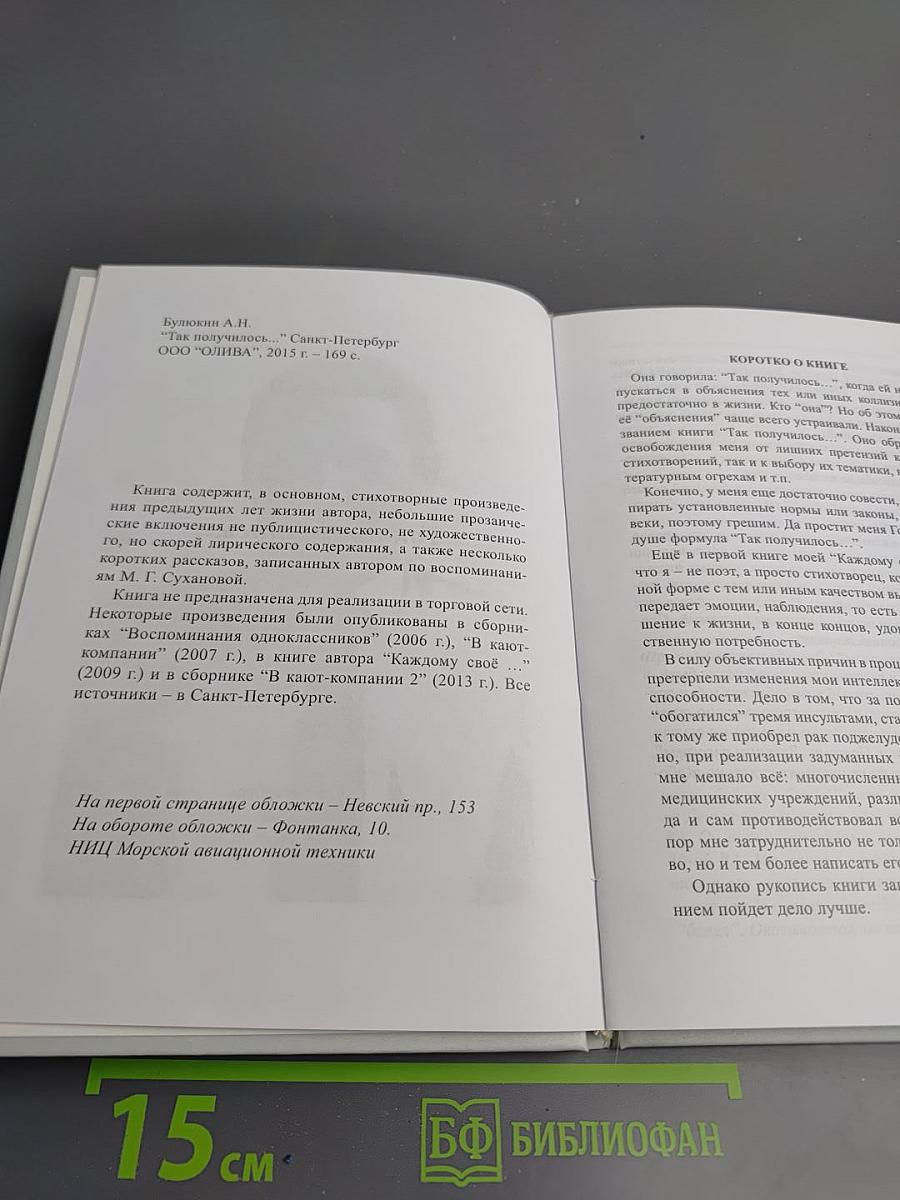 Булюкин А.Н.
“Так получилось...” Санкт-Петербург
ООО “ОЛИВА”, 2015 г. – 169 с.
Книга содержит, в основном, стихотворные произведе-
ния предыдущих лет жизни автора, небольшие прозаиче-
ские включения не публицистического, не художественно-
го, но скорей лирического содержания, а также несколько
коротких рассказов, записанных автором по воспоминани-
ям М. Г. Сухановой.
Книга не предназначена для реализации в торговой сети.
Некоторые произведения были опубликованы в сборни-
ках “Воспоминания одноклассников” (2006 г.), “В кают-
компании” (2007 г.), в книге автора “Каждому своё ...”
(2009 г.) и в сборнике “В кают-компании 2” (2013 г.). Все
источники – в Санкт-Петербурге.
На первой странице обложки – Невский пр., 153
На обороте обложки – Фонтанка, 10.
НИЦ Морской авиационной техники
КОРОТКО О КНИГЕ
Она говорила: “Так получилось...”, когда ей
пускаться в объяснения тех или иных коллизи
предостаточно в жизни. Кто “она”? Но об этом
её “объяснения” чаще всего устраивали. Након
званием книги “Так получилось...”. Оно обр
освобождения меня от лишних претензий к
стихотворений, так и к выбору их тематики,
тературным огрехам и т.п.
Конечно, у меня еще достаточно совести,
пирать установленные нормы или законы,
веки, поэтому грешим. Да простит меня Го
душе формула “Так получилось...”.
Ещё в первой книге моей “Каждому
что я – не поэт, а просто стихотворец, ко
ной форме с тем или иным качеством вы
передает эмоции, наблюдения, то есть
шение к жизни, в конце концов, удо
ственную потребность.
В силу объективных причин в проц
претерпели изменения мои интеллек
способности. Дело в том, что за по
“обогатился” тремя инсультами, ста
к тому же приобрел рак поджелуд
но, при реализации задуманных
мне мешало всё: многочисленн
медицинских учреждений, разли
да и сам противодействовал вс
пор мне затруднительно не тол
во, но и тем более написать его
Однако рукопись книги зав
нием пойдет дело лучше.
15 см
БФ БИБЛИОФАН